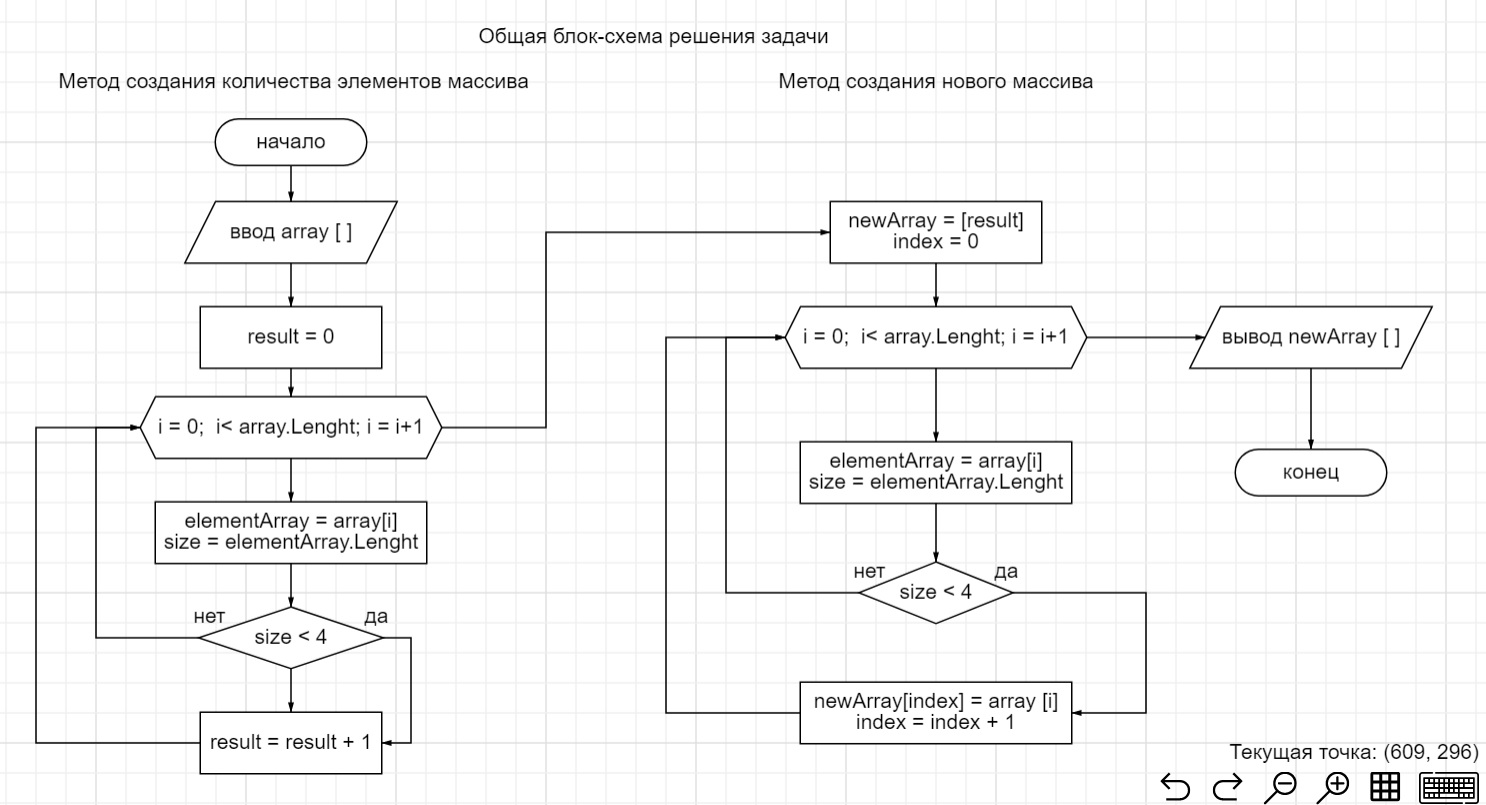 Общая блок-схема решения задачи
Метод создания количества элементов массива
начало
ввод array [ ]
result = 0
i = 0;  i< array.Lenght; i = i+1
elementArray = array[i]
size = elementArray.Lenght
нет
да
size < 4
result = result + 1
Метод создания нового массива
newArray = [result]
index = 0
i = 0;  i< array.Lenght; i = i+1
elementArray = array[i]
size = elementArray.Lenght
нет
да
size < 4
newArray[index] = array [i]
index = index + 1
вывод newArray [ ]
конец
Текущая точка: (609, 296)